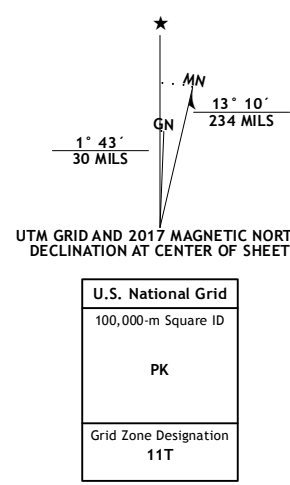 ★
MN
GN
13° 10´
234 MILS
1° 43´
30 MILS
UTM GRID AND 2017 MAGNETIC NORT
DECLINATION AT CENTER OF SHEET
U.S. National Grid
100,000-m Square ID
PK
Grid Zone Designation
11T